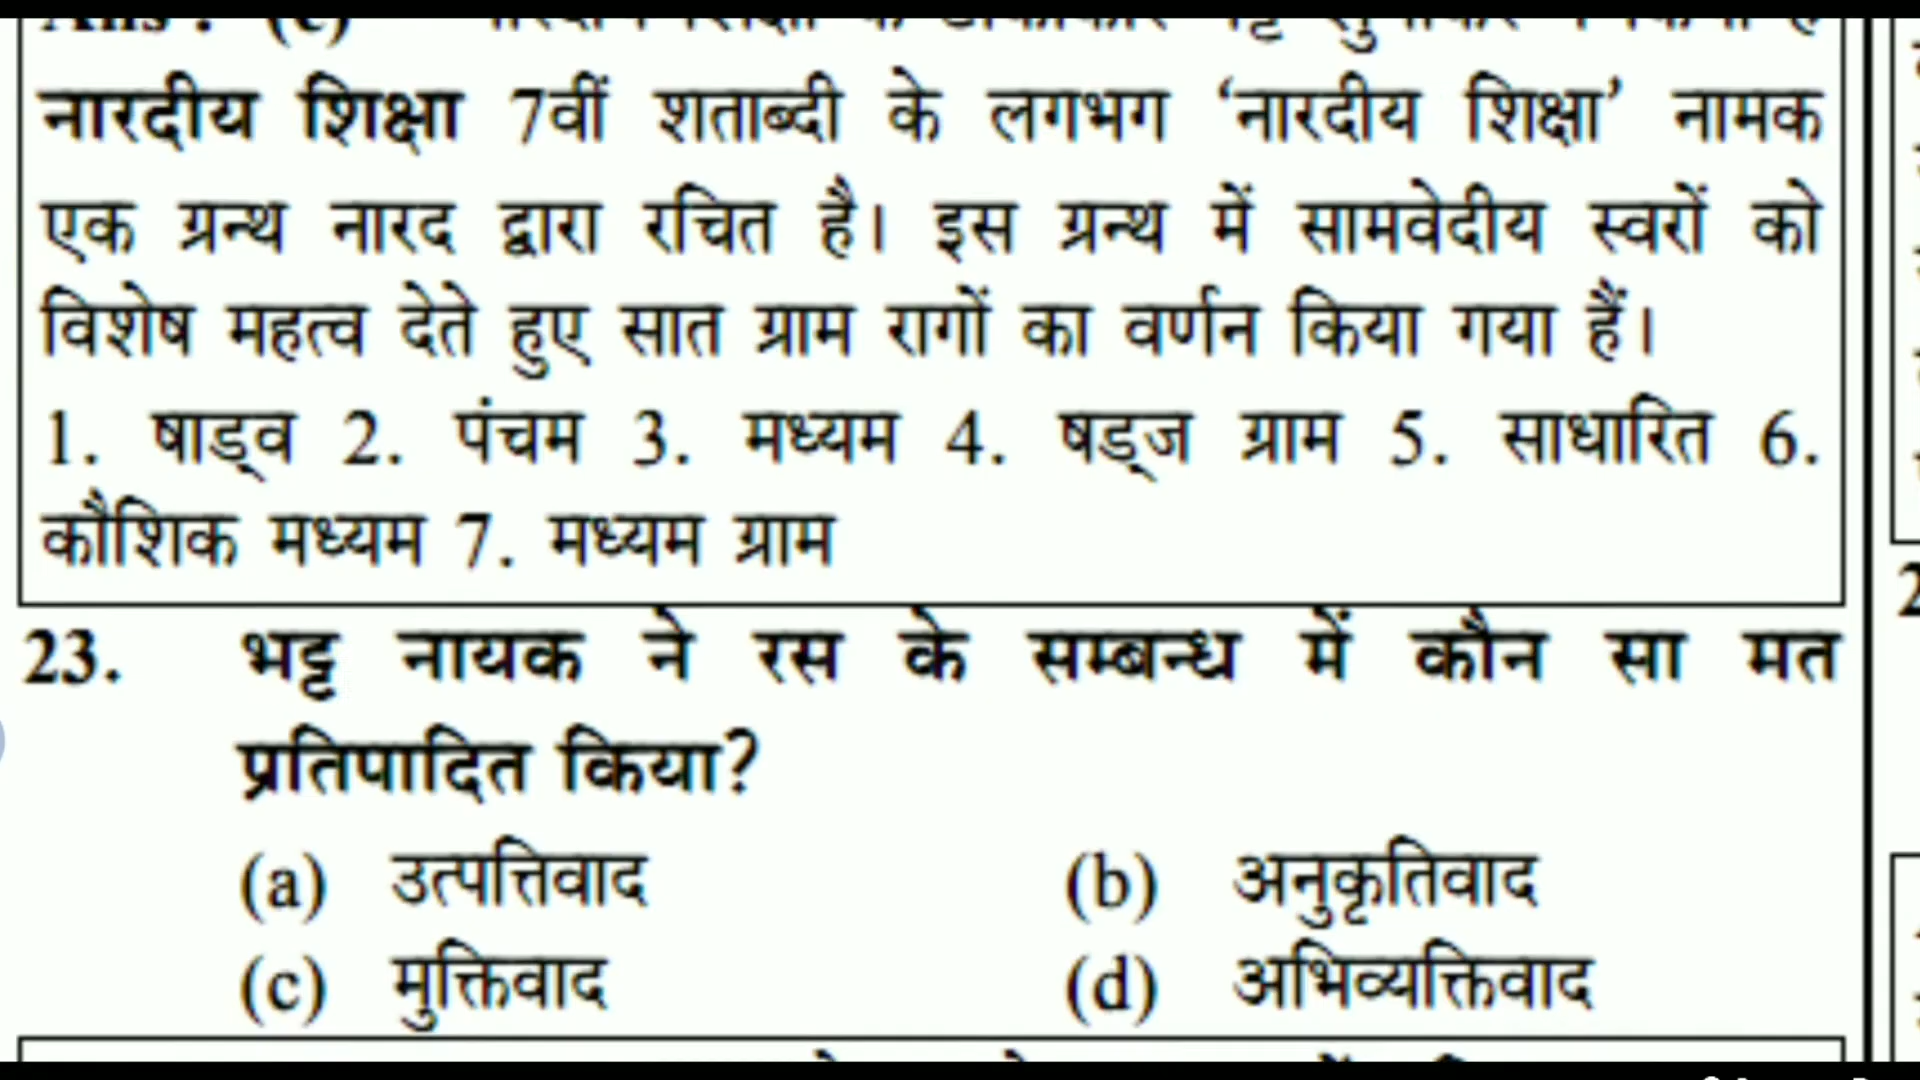 नारदीय शिक्षा 7वीं शताब्दी के लगभग ‘नारदीय शिक्षा’ नामक
एक ग्रन्थ नारद द्वारा रचित है। इस ग्रन्थ में सामवेदीय स्वरों को
विशेष महत्व देते हुए सात ग्राम रागों का वर्णन किया गया हैं।
1. षाड्व 2. पंचम 3. मध्यम 4. षड्ज ग्राम 5. साधारित 6.
कौशिक मध्यम 7. मध्यम ग्राम
23. भट्ट नायक ने रस के सम्बन्ध में कौन सा मत
प्रतिपादित किया?
(a) उत्पत्तिवाद (b) अनुकृतिवाद
(c) मुक्तिवाद (d) अभिव्यक्तिवाद